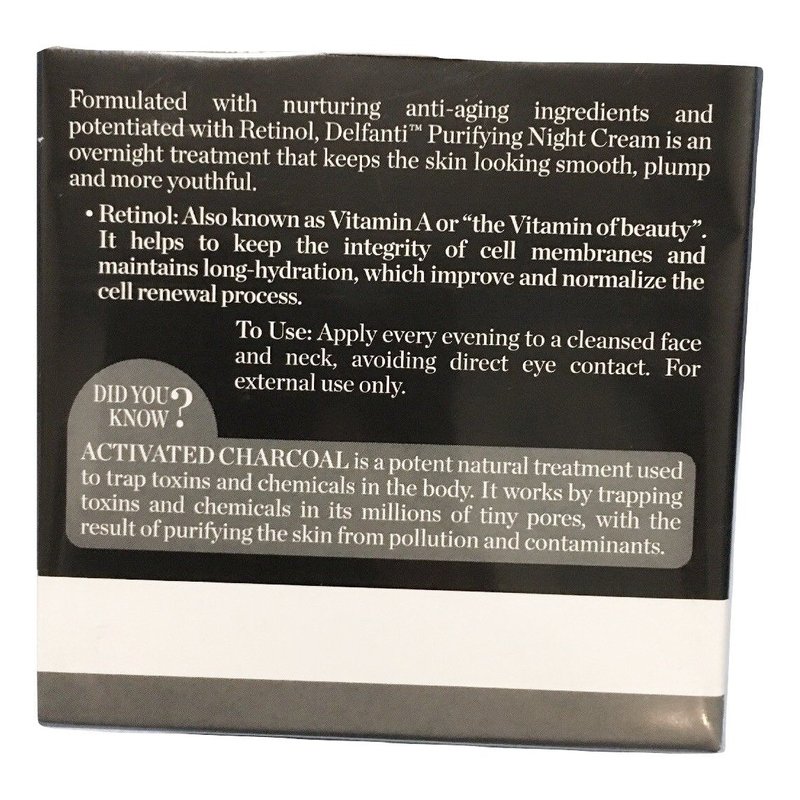 Formulated with nurturing anti-aging ingredients and
potentiated with Retinol, Delfanti™ Purifying Night Cream is an
overnight treatment that keeps the skin looking smooth, plump
and more youthful.
• Retinol: Also known as Vitamin A or “the Vitamin of beauty”.
It helps to keep the integrity of cell membranes and
maintains long-hydration, which improve and normalize the
cell renewal process.
To Use: Apply every evening to a cleansed face
and neck, avoiding direct eye contact. For
external use only.
DID YOU
KNOW?
ACTIVATED CHARCOAL is a potent natural treatment used
to trap toxins and chemicals in the body. It works by trapping
toxins and chemicals in its millions of tiny pores, with the
result of purifying the skin from pollution and contaminants.